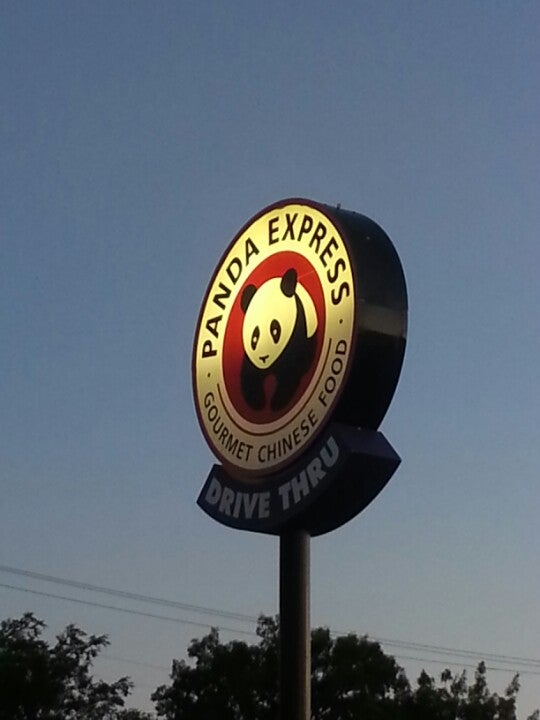 PANDA EXPRESS
GOURMET CHINESE FOOD
DRIVE THRU